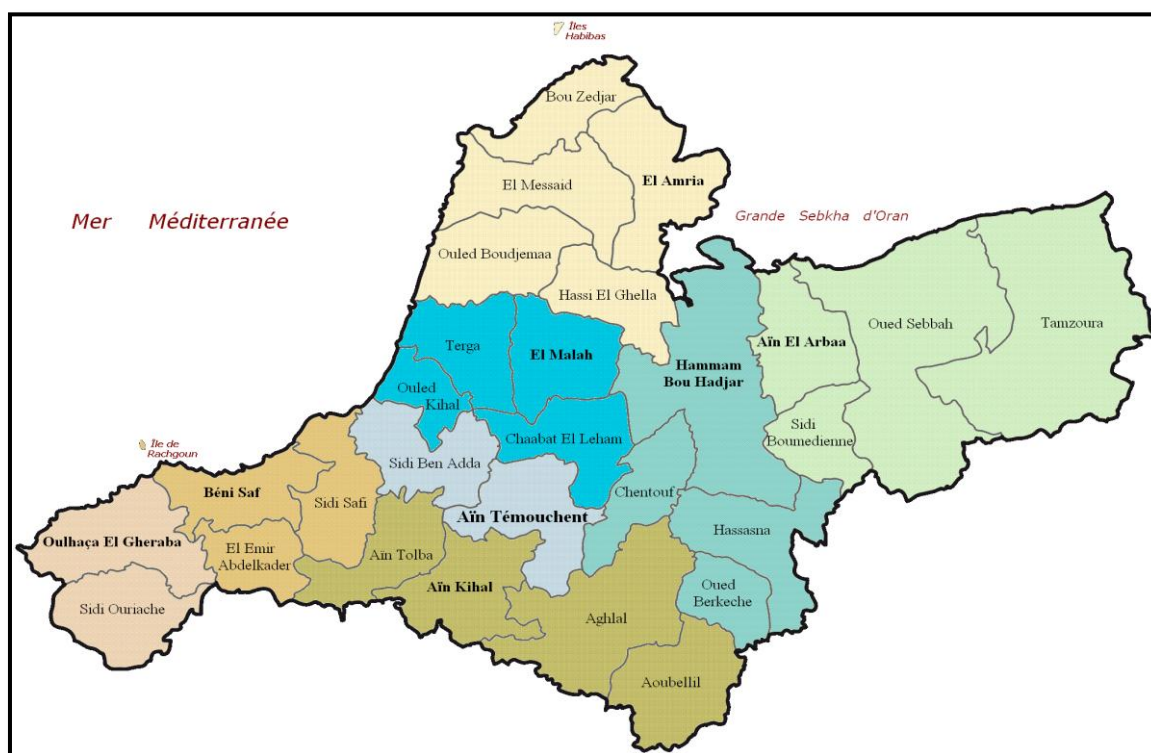 Îles
Habibas
Bou Zedjar
El Messaid
El Amria
Mer Méditerranée
Grande Sebkha d'Oran
Ouled Boudjemaa
Hassi El Ghella
Terga
El Malah
Oued Sebbah
Tamzoura
Aïn El Arbaa
Hammam
Bou Hadjar
Ouled
Kihal
Chaabat El Leham
Sidi
Boumedienne
Île de
Rachgoun
Sidi Ben Adda
Béni Saf
Sidi Safi
Chentouf
Aïn Témouchent
Hassasna
Oulhaça El Gheraba
El Emir
Abdelkader
Aïn Tolba
Aïn Kihal
Oued
Berkeche
Sidi Ouriache
Aghlal
Aoubellil